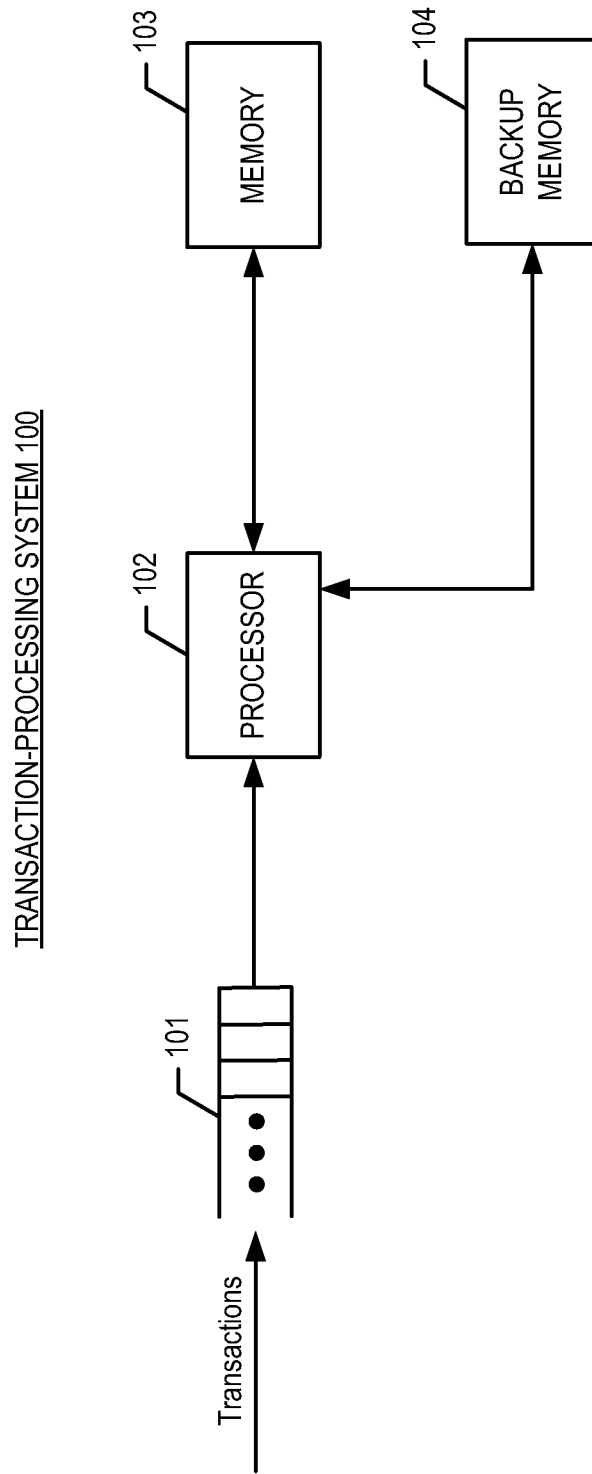 TRANSACTION-PROCESSING SYSTEM 100
Transactions
101
102
PROCESSOR
103
MEMORY
104
BACKUP
MEMORY